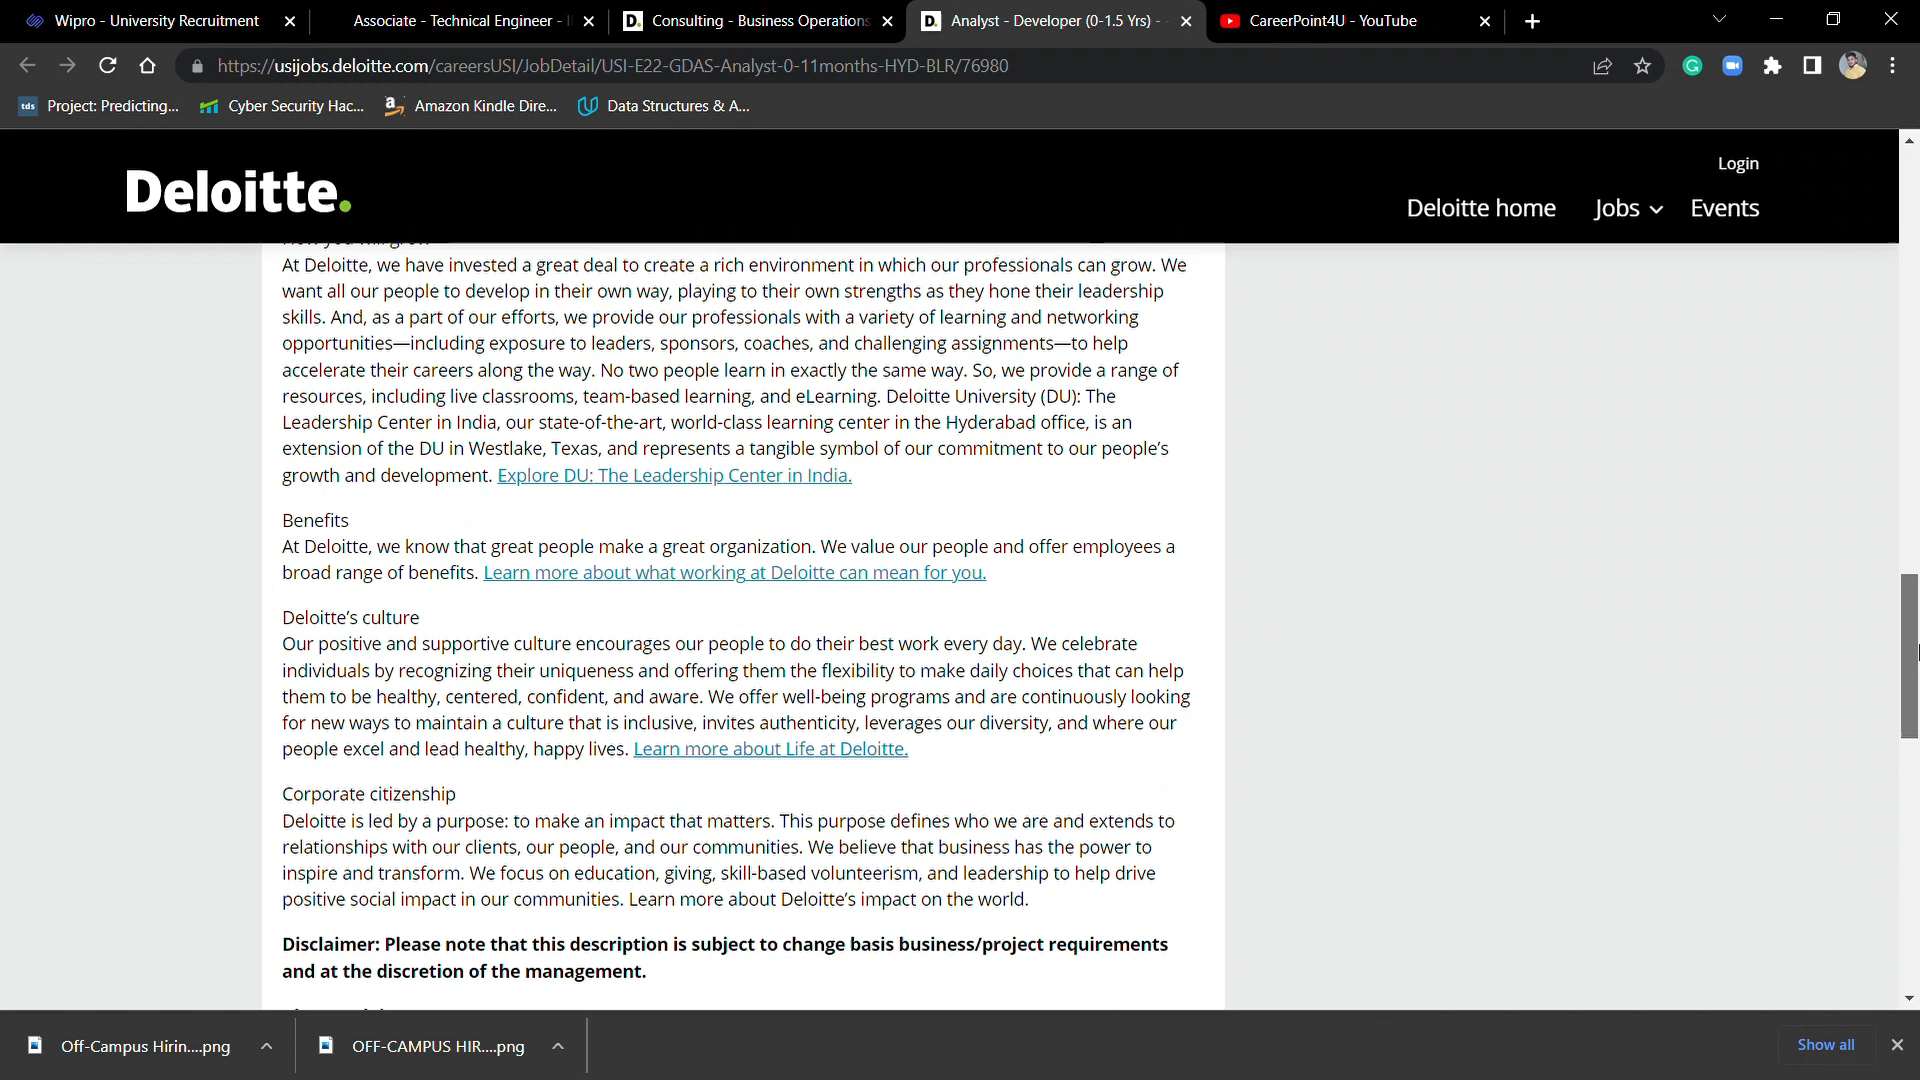 Wipro - University Recruitment
Associate - Technical Engineer -
Consulting - Business Operations
Analyst - Developer (0-1.5 Yrs) -
CareerPoint4U - YouTube
https://usijobs.deloitte.com/careersUSI/JobDetail/USI-E22-GDAS-Analyst-0-11months-HYD-BLR/76980
tds Project: Predicting...
Cyber Security Hac...
Amazon Kindle Dire...
Data Structures & A...
Deloitte.
Login
Deloitte home
Jobs
Events
At Deloitte, we have invested a great deal to create a rich environment in which our professionals can grow. We
want all our people to develop in their own way, playing to their own strengths as they hone their leadership
skills. And, as a part of our efforts, we provide our professionals with a variety of learning and networking
opportunities—including exposure to leaders, sponsors, coaches, and challenging assignments—to help
accelerate their careers along the way. No two people learn in exactly the same way. So, we provide a range of
resources, including live classrooms, team-based learning, and eLearning. Deloitte University (DU): The
Leadership Center in India, our state-of-the-art, world-class learning center in the Hyderabad office, is an
extension of the DU in Westlake, Texas, and represents a tangible symbol of our commitment to our people’s
growth and development. Explore DU: The Leadership Center in India.
Benefits
At Deloitte, we know that great people make a great organization. We value our people and offer employees a
broad range of benefits. Learn more about what working at Deloitte can mean for you.
Deloitte’s culture
Our positive and supportive culture encourages our people to do their best work every day. We celebrate
individuals by recognizing their uniqueness and offering them the flexibility to make daily choices that can help
them to be healthy, centered, confident, and aware. We offer well-being programs and are continuously looking
for new ways to maintain a culture that is inclusive, invites authenticity, leverages our diversity, and where our
people excel and lead healthy, happy lives. Learn more about Life at Deloitte.
Corporate citizenship
Deloitte is led by a purpose: to make an impact that matters. This purpose defines who we are and extends to
relationships with our clients, our people, and our communities. We believe that business has the power to
inspire and transform. We focus on education, giving, skill-based volunteerism, and leadership to help drive
positive social impact in our communities. Learn more about Deloitte’s impact on the world.
Disclaimer: Please note that this description is subject to change basis business/project requirements
and at the discretion of the management.
Off-Campus Hirin....png
OFF-CAMPUS HIR....png
Show all